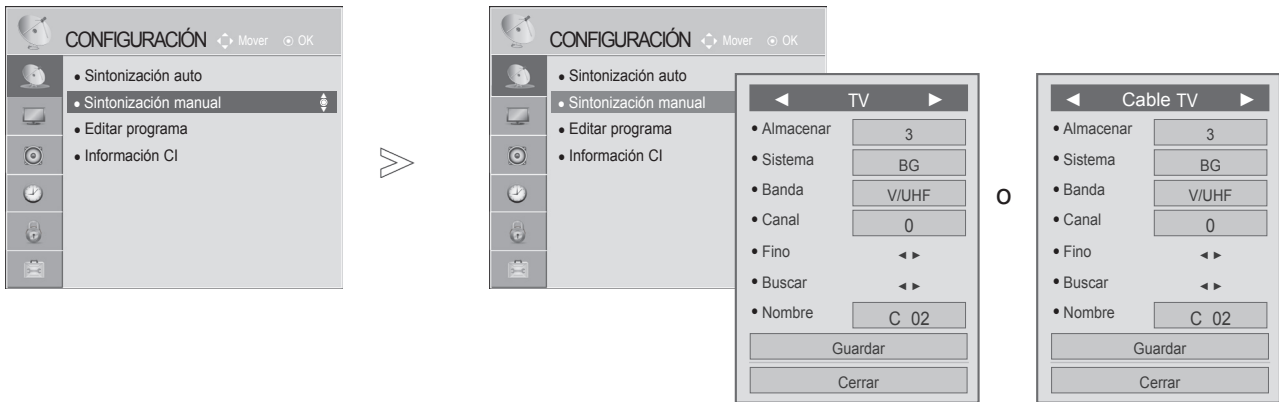 CONFIGURACIÓN Mover OK
• Sintonización auto
• Sintonización manual
• Editar programa
• Información CI
CONFIGURACIÓN Mover OK
• Sintonización auto
• Sintonización manual
• Editar programa
• Información CI
◄ TV ►
• Almacenar 3
• Sistema BG
• Banda V/UHF
• Canal 0
• Fino ◄ ►
• Buscar ◄ ►
• Nombre C 02
Guardar
Cerrar
o
◄ Cable TV ►
• Almacenar 3
• Sistema BG
• Banda V/UHF
• Canal 0
• Fino ◄ ►
• Buscar ◄ ►
• Nombre C 02
Guardar
Cerrar